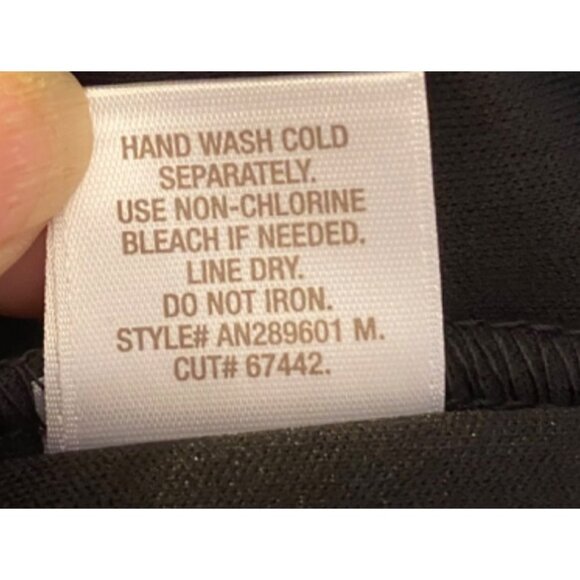 HAND WASH COLD
SEPARATELY.
USE NON-CHLORINE
BLEACH IF NEEDED.
LINE DRY.
DO NOT IRON.
STYLE# AN289601 M.
CUT# 67442.